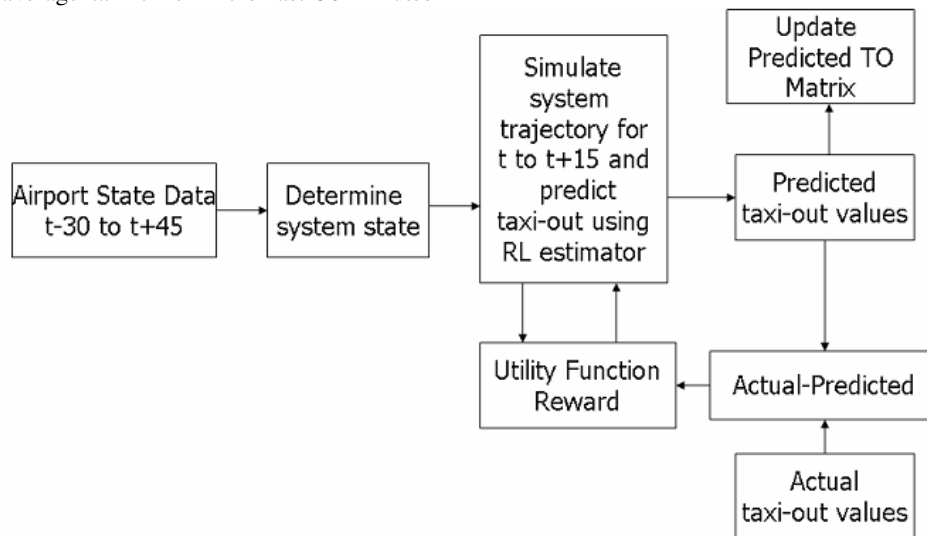 average
Update
Predicted TO
Matrix
Simulate
system
trajectory for
t to t+15 and
predict
taxi-out using
RL estimator
Airport State Data
t-30 to t+45
Determine
system state
Predicted
taxi-out values
Utility Function
Reward
Actual-Predicted
Actual
taxi-out values